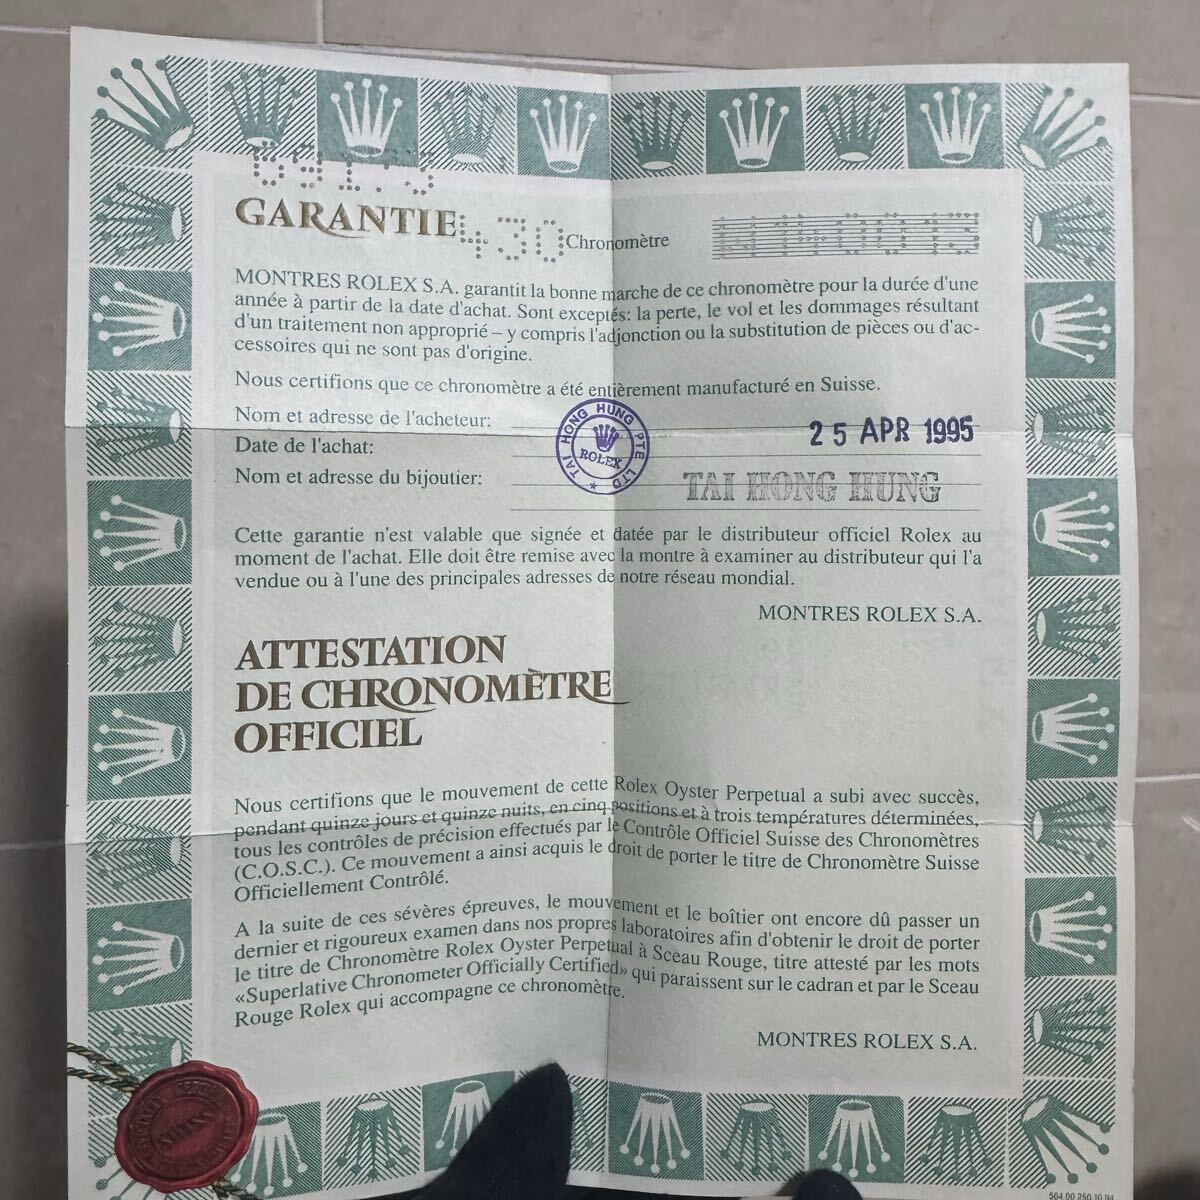 GARANTIE
430
Chronomètre
MONTRES ROLEX S.A. garantit la bonne marche de ce chronomètre pour la durée d'une
année à partir de la date d'achat. Sont exceptés: la perte, le vol et les dommages résultant
d'un traitement non approprié – y compris l'adjonction ou la substitution de pièces ou d'ac-
cessoires qui ne sont pas d'origine.
Nous certifions que ce chronomètre a été entièrement manufacturé en Suisse.
Nom et adresse de l'acheteur:
25 APR 1995
Date de l'achat:
TAI HONG HUNG PTE LTD
ROLEX
Nom et adresse du bijoutier:
TAI HONG HUNG
Cette garantie n'est valable que signée et datée par le distributeur officiel Rolex au
moment de l'achat. Elle doit être remise avec la montre à examiner au distributeur qui l'a
vendue ou à l'une des principales adresses de notre réseau mondial.
MONTRES ROLEX S.A.
ATTESTATION
DE CHRONOMÈTRE
OFFICIEL
Nous certifions que le mouvement de cette Rolex Oyster Perpetual a subi avec succès,
pendant quinze jours et quinze nuits, en cinq positions et à trois températures déterminées,
tous les contrôles de précision effectués par le Contrôle Officiel Suisse des Chronomètres
(C.O.S.C.). Ce mouvement a ainsi acquis le droit de porter le titre de Chronomètre Suisse
Officiellement Contrôlé.
A la suite de ces sévères épreuves, le mouvement et le boîtier ont encore dû passer un
dernier et rigoureux examen dans nos propres laboratoires afin d'obtenir le droit de porter
le titre de Chronomètre Rolex Oyster Perpetual à Sceau Rouge, titre attesté par les mots
«Superlative Chronometer Officially Certified» qui paraissent sur le cadran et par le Sceau
Rouge Rolex qui accompagne ce chronomètre.
MONTRES ROLEX S.A.